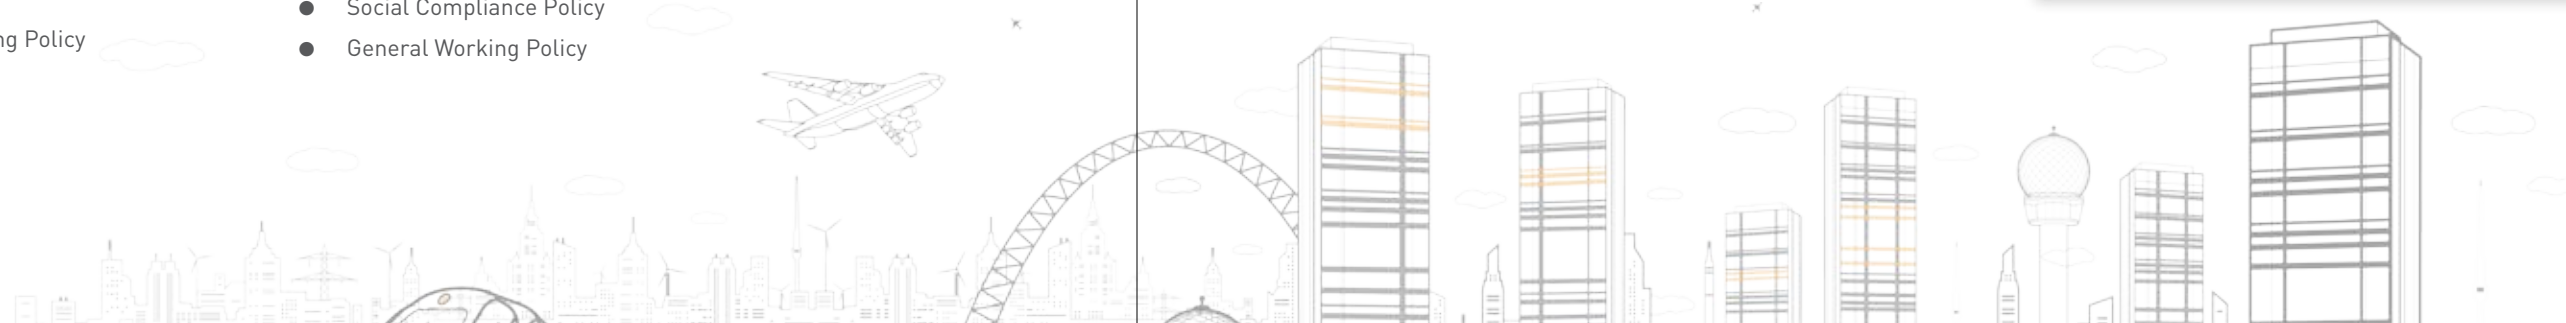 Social Compliance Policy
ng Policy
General Working Policy